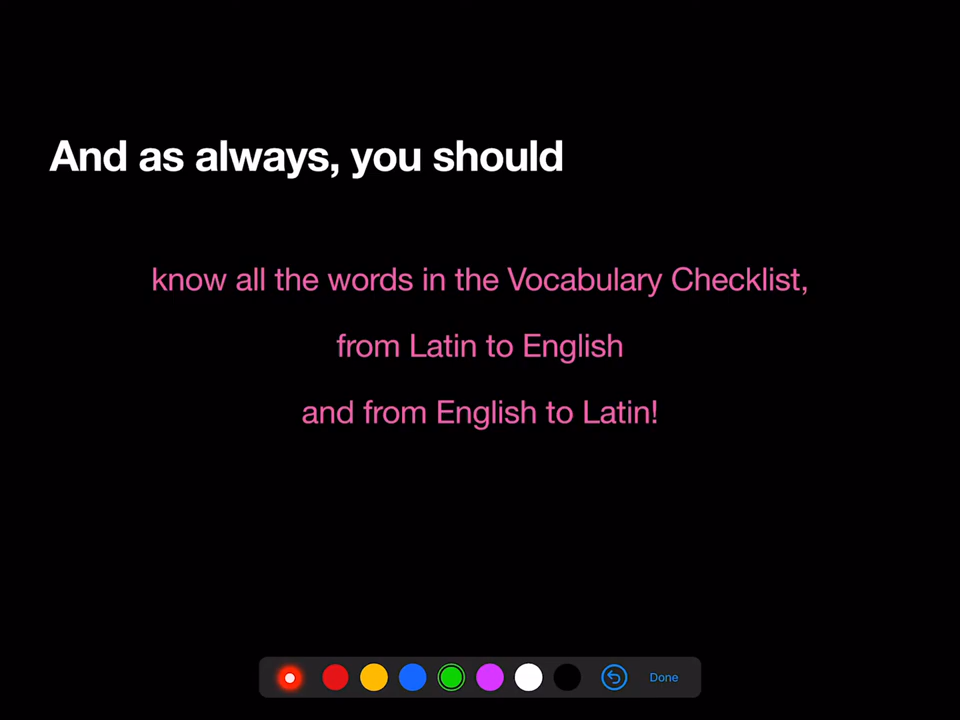 And as always, you should
know all the words in the Vocabulary Checklist,
from Latin to English
and from English to Latin!
Done